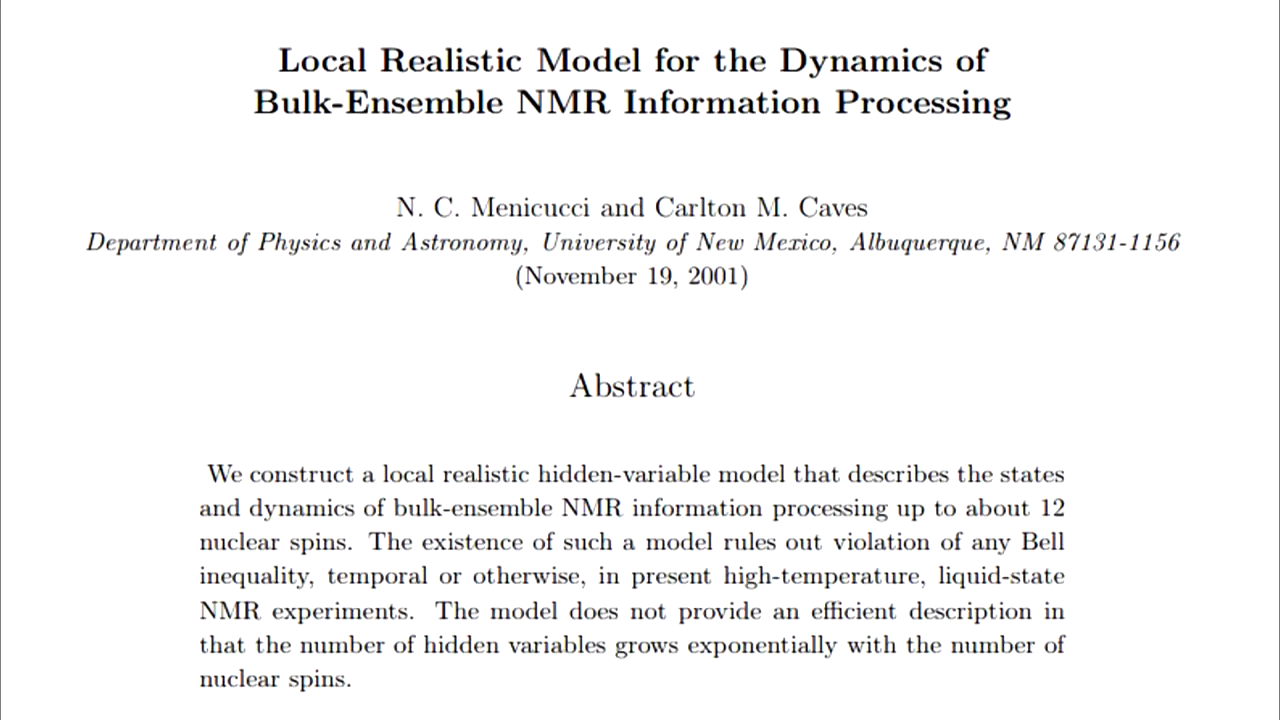 Local Realistic Model for the Dynamics of
Bulk-Ensemble NMR Information Processing
N. C. Menicucci and Carlton M. Caves
Department of Physics and Astronomy, University of New Mexico, Albuquerque, NM 87131-1156
(November 19, 2001)
Abstract
We construct a local realistic hidden-variable model that describes the states
and dynamics of bulk-ensemble NMR information processing up to about 12
nuclear spins. The existence of such a model rules out violation of any Bell
inequality, temporal or otherwise, in present high-temperature, liquid-state
NMR experiments. The model does not provide an efficient description in
that the number of hidden variables grows exponentially with the number of
nuclear spins.